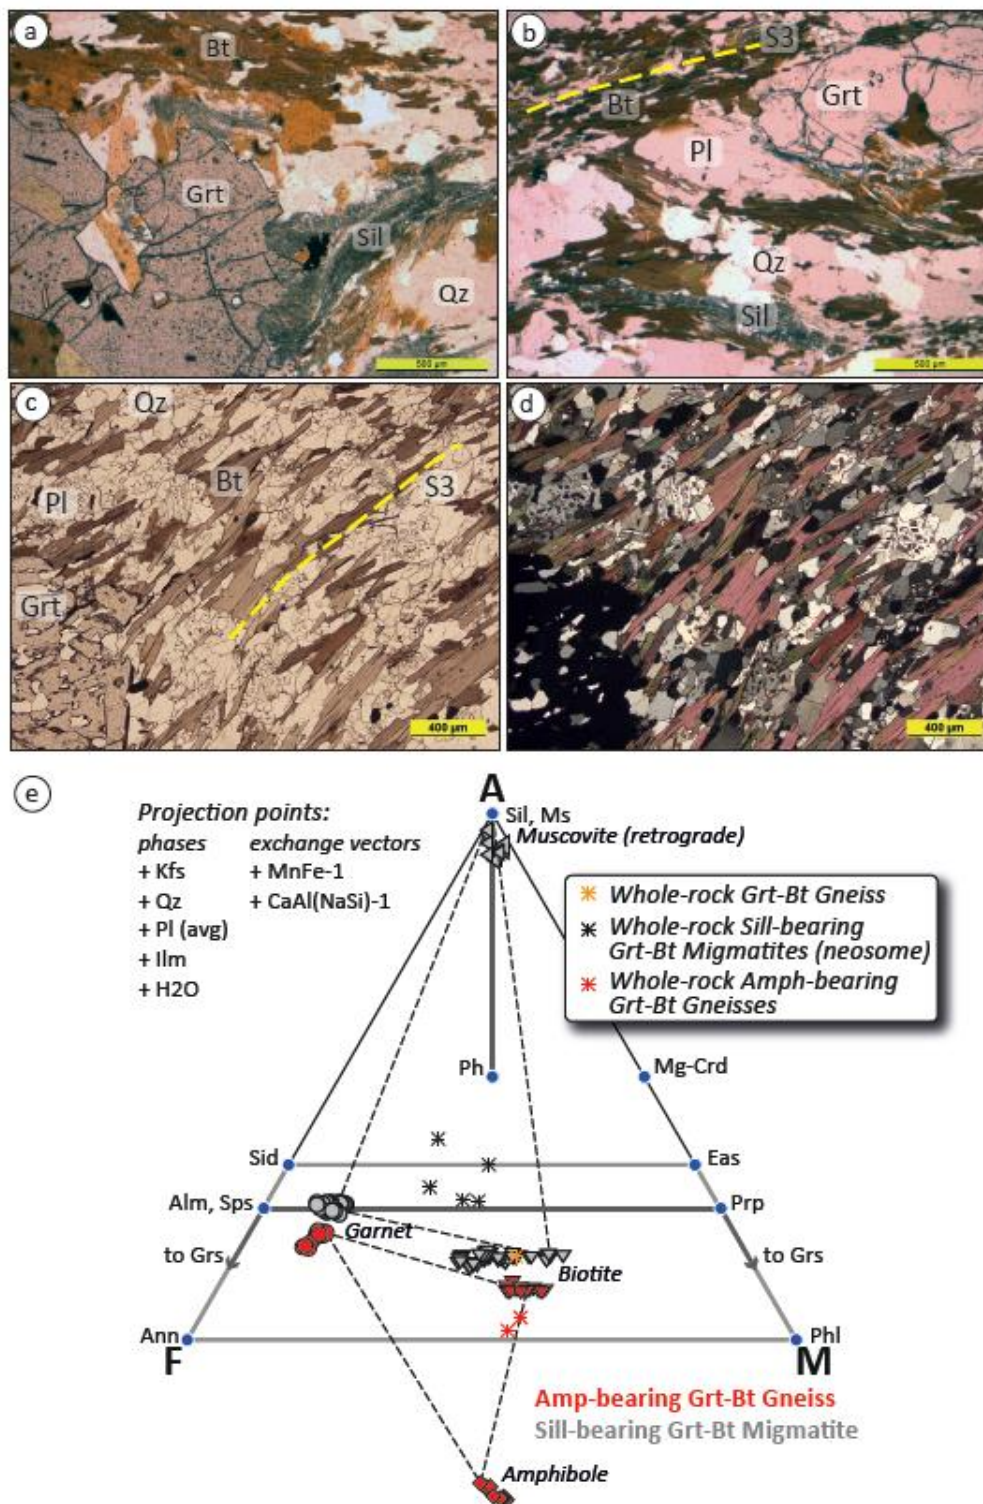 a
Bt
Grt
Sil
Qz
500 µm
b
S3
Bt
Grt
Pl
Qz
Sil
500 µm
c
Qz
Bt
S3
Pl
Grt
400 µm
d
400 µm
e
A
Projection points:
phases exchange vectors
+ Kfs + MnFe-1
+ Qz + CaAl(NaSi)-1
+ Pl (avg)
+ Ilm
+ H2O
Sil, Ms
Muscovite (retrograde)
Whole-rock Grt-Bt Gneiss
Whole-rock Sill-bearing
Grt-Bt Migmatites (neosome)
Whole-rock Amph-bearing
Grt-Bt Gneisses
Ph
Mg-Crd
Sid
Eas
Alm, Sps
Prp
Garnet
to Grs
to Grs
Biotite
Ann
Phl
F
M
Amp-bearing Grt-Bt Gneiss
Sill-bearing Grt-Bt Migmatite
Amphibole